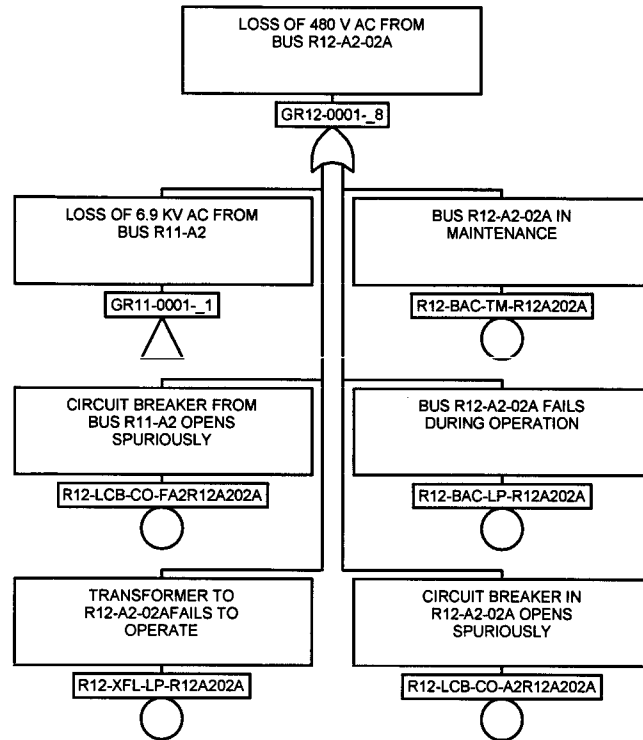 LOSS OF 480 V AC FROM
BUS R12-A2-02A
GR12-0001-_8
LOSS OF 6.9 KV AC FROM
BUS R11-A2
GR11-0001-_1
BUS R12-A2-02A IN
MAINTENANCE
R12-BAC-TM-R12A202A
CIRCUIT BREAKER FROM
BUS R11-A2 OPENS
SPURIOUSLY
R12-LCB-CO-FA2R12A202A
BUS R12-A2-02A FAILS
DURING OPERATION
R12-BAC-LP-R12A202A
TRANSFORMER TO
R12-A2-02AFAILS TO
OPERATE
R12-XFL-LP-R12A202A
CIRCUIT BREAKER IN
R12-A2-02A OPENS
SPURIOUSLY
R12-LCB-CO-A2R12A202A